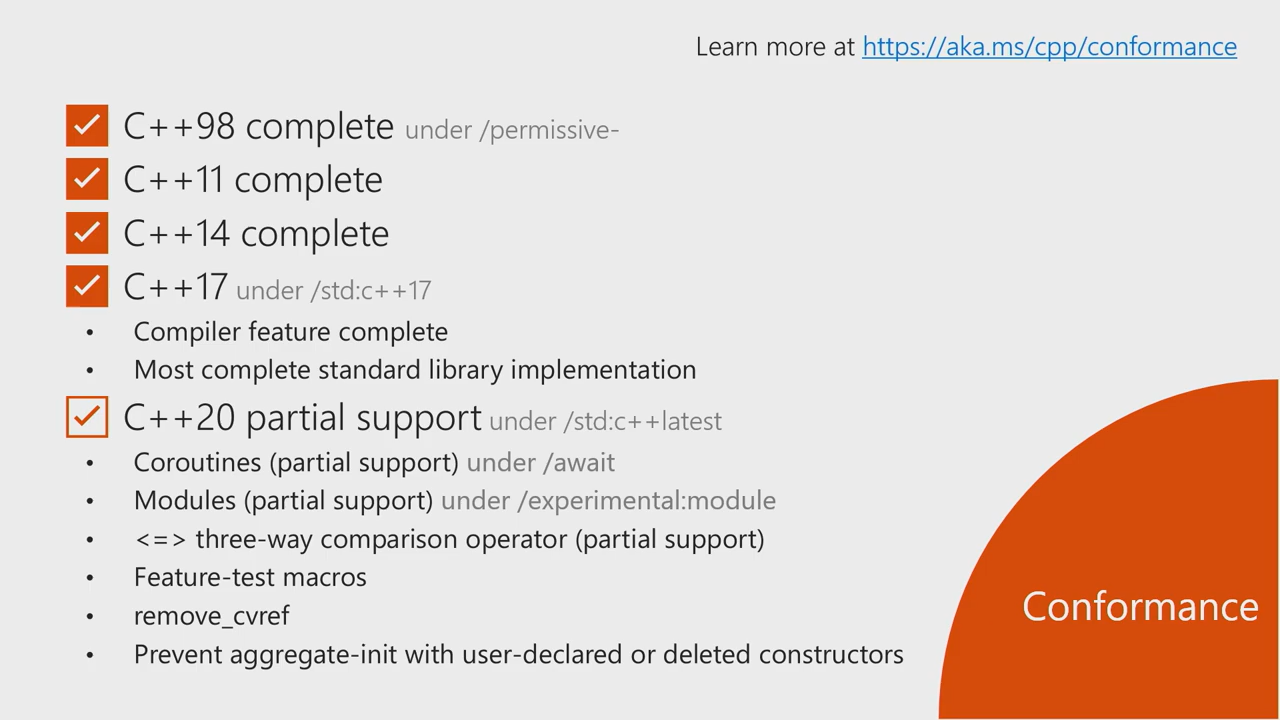 Learn more at https://aka.ms/cpp/conformance
C++98 complete under /permissive-
C++11 complete
C++14 complete
C++17 under /std:c++17
• Compiler feature complete
• Most complete standard library implementation
C++20 partial support under /std:c++latest
• Coroutines (partial support) under /await
• Modules (partial support) under /experimental:module
• <=> three-way comparison operator (partial support)
• Feature-test macros
• remove_cvref
• Prevent aggregate-init with user-declared or deleted constructors
Conformance